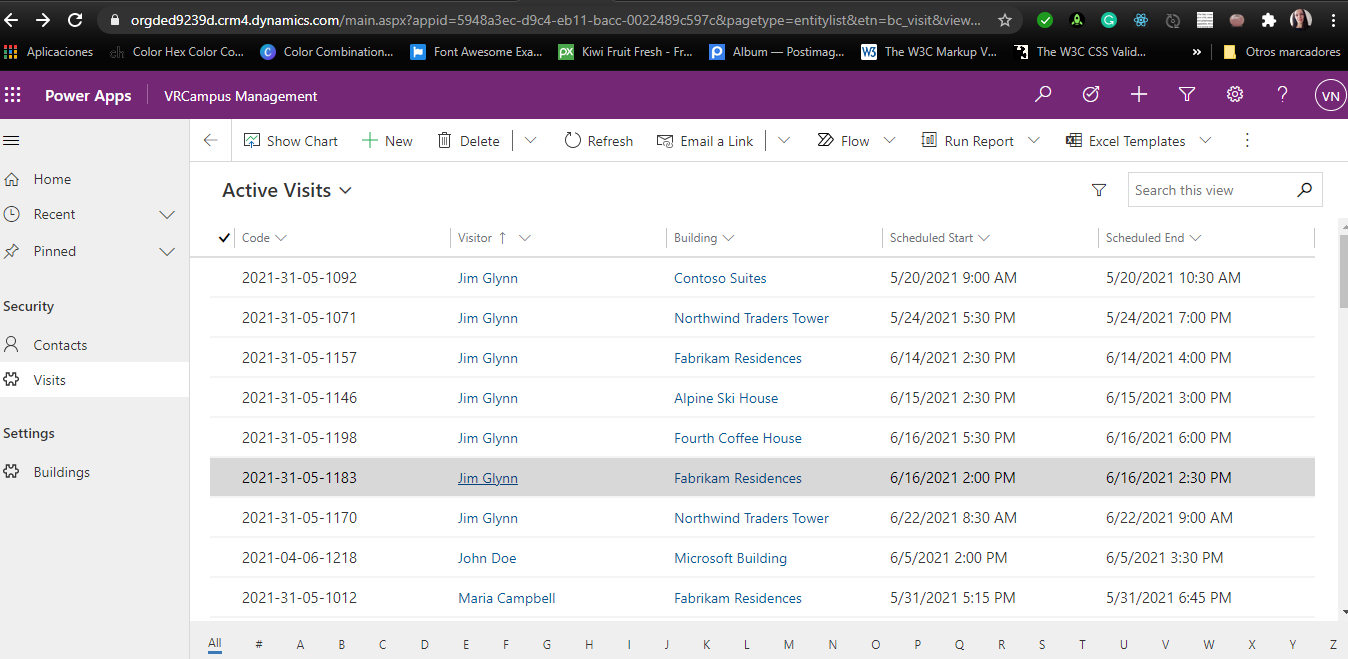 orgded9239d.crm4.dynamics.com/main.aspx?appid=5948a3ec-d9c4-eb11-bacc-0022489c597c&pagetype=entitylist&etn=bc_visit&view...
Aplicaciones Color Hex Color Co... Color Combination... Font Awesome Exa... Kiwi Fruit Fresh - Fr... Album — Postimag... The W3C Markup V... The W3C CSS Valid... » Otros marcadores
Power Apps VRCampus Management VN
Show Chart New Delete Refresh Email a Link Flow Run Report Excel Templates
Home
Recent
Pinned
Security
Contacts
Visits
Settings
Buildings
Active Visits
Search this view
Code Visitor Building Scheduled Start Scheduled End
2021-31-05-1092 Jim Glynn Contoso Suites 5/20/2021 9:00 AM 5/20/2021 10:30 AM
2021-31-05-1071 Jim Glynn Northwind Traders Tower 5/24/2021 5:30 PM 5/24/2021 7:00 PM
2021-31-05-1157 Jim Glynn Fabrikam Residences 6/14/2021 2:30 PM 6/14/2021 4:00 PM
2021-31-05-1146 Jim Glynn Alpine Ski House 6/15/2021 2:30 PM 6/15/2021 3:00 PM
2021-31-05-1198 Jim Glynn Fourth Coffee House 6/16/2021 5:30 PM 6/16/2021 6:00 PM
2021-31-05-1183 Jim Glynn Fabrikam Residences 6/16/2021 2:00 PM 6/16/2021 2:30 PM
2021-31-05-1170 Jim Glynn Northwind Traders Tower 6/22/2021 8:30 AM 6/22/2021 9:00 AM
2021-04-06-1218 John Doe Microsoft Building 6/5/2021 2:00 PM 6/5/2021 3:30 PM
2021-31-05-1012 Maria Campbell Fabrikam Residences 5/31/2021 5:15 PM 5/31/2021 6:45 PM
All # A B C D E F G H I J K L M N O P Q R S T U V W X Y Z